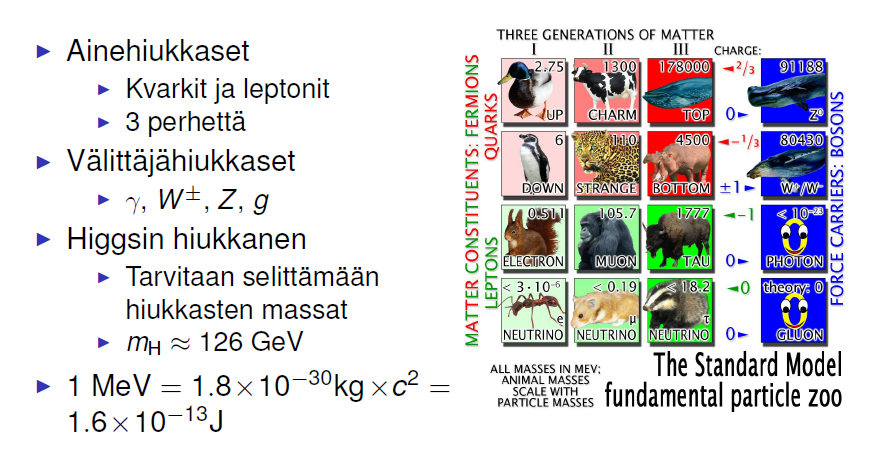 Ainehiukkaset
Kvarkit ja leptonit
3 perhettä
Välittäjähiukkaset
γ, W±, Z, g
Higgsin hiukkanen
Tarvitaan selittämään
hiukkasten massat
mH ≈ 126 GeV
1 MeV = 1.8×10−30kg×c2 =
1.6×10−13J
THREE GENERATIONS OF MATTER
I II III CHARGE:
MATTER CONSTITUENTS: FERMIONS
QUARKS
LEPTONS
2.75 1300 178000 ◄2/3 91188
UP CHARM TOP 0► Z0
6 110 4500 ◄−1/3 80430
DOWN STRANGE BOTTOM ±1► W+/W−
0.511 105.7 1777 ◄−1 < 10−23
ELECTRON MUON TAU 0► PHOTON
< 3·10−6 < 0.19 < 18.2 ◄0 theory: 0
e μ τ
NEUTRINO NEUTRINO NEUTRINO 0► GLUON
FORCE CARRIERS: BOSONS
ALL MASSES IN MEV;
ANIMAL MASSES
SCALE WITH
PARTICLE MASSES
The Standard Model
fundamental particle zoo